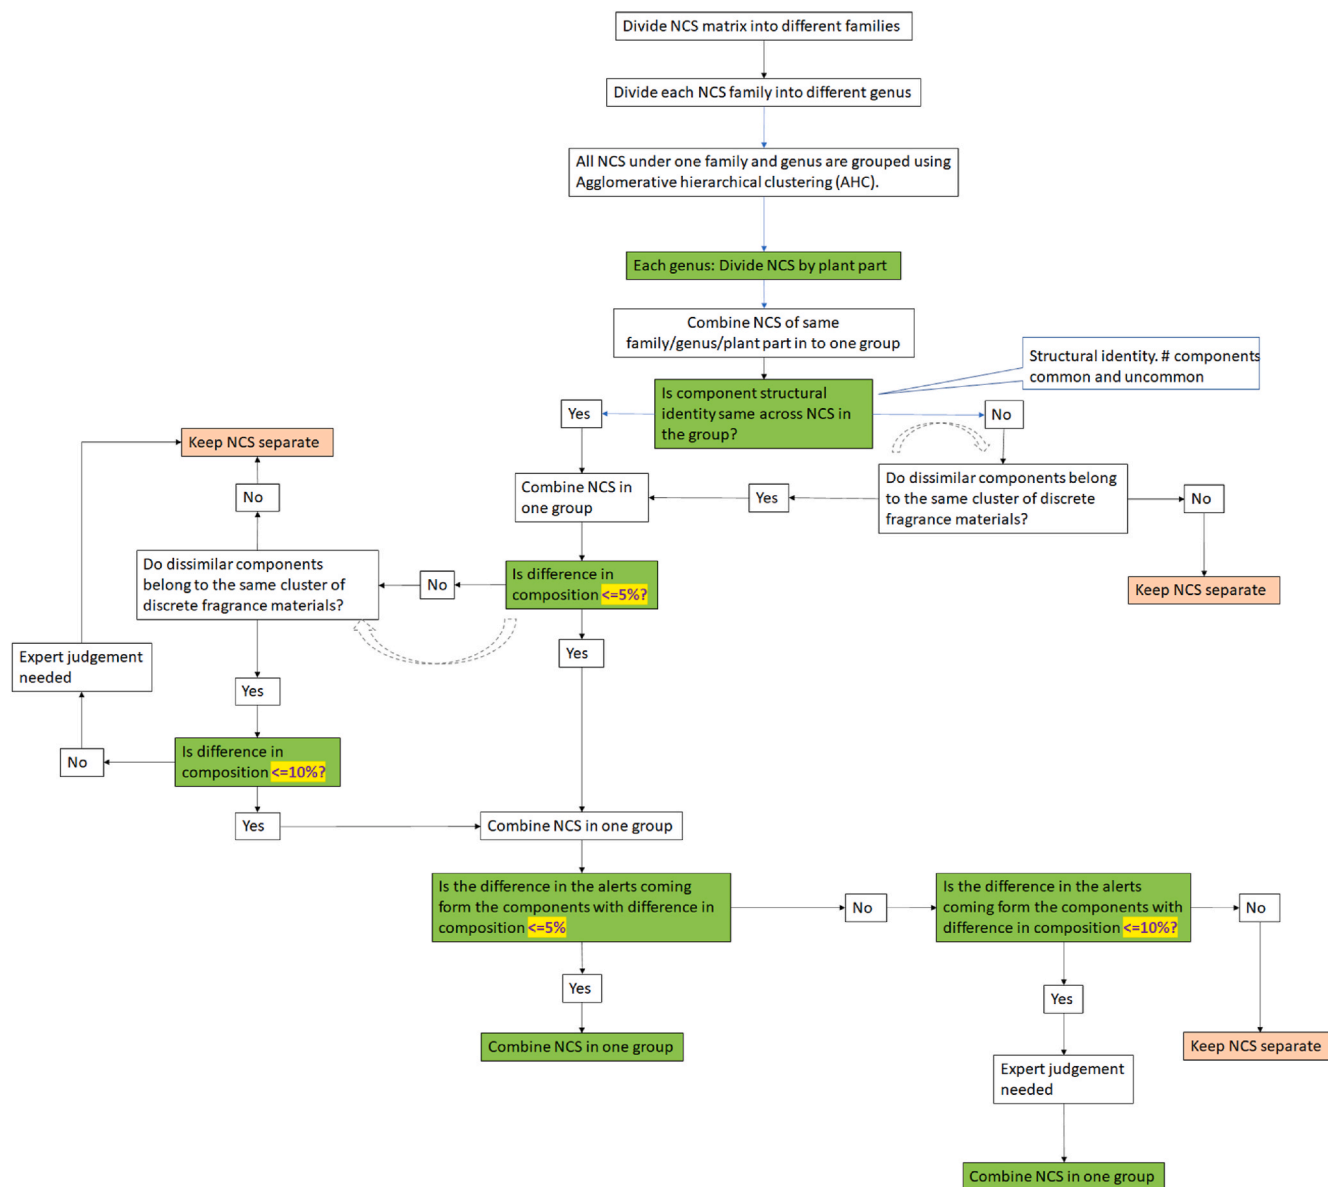 Divide NCS matrix into different families
Divide each NCS family into different genus
All NCS under one family and genus are grouped using
Agglomerative hierarchical clustering (AHC).
Each genus: Divide NCS by plant part
Combine NCS of same
family/genus/plant part in to one group
Structural identity. # components
common and uncommon
Is component structural
identity same across NCS in
the group?
Yes
No
Keep NCS separate
Do dissimilar components belong
to the same cluster of discrete
fragrance materials?
Yes
No
Combine NCS in
one group
No
Keep NCS separate
Is difference in
composition <=5%?
No
Do dissimilar components
belong to the same cluster of
discrete fragrance materials?
Yes
Expert judgement
needed
Yes
Is difference in
composition <=10%?
No
Yes
Combine NCS in one group
Is the difference in the alerts coming
form the components with difference in
composition <=5%
No
Is the difference in the alerts
coming form the components with
difference in composition <=10%?
No
Yes
Yes
Combine NCS in one group
Keep NCS separate
Expert judgement
needed
Combine NCS in one group